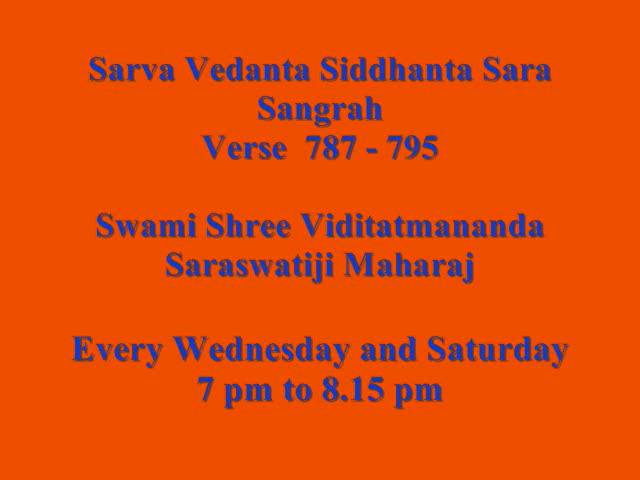 Sarva Vedanta Siddhanta Sara
Sangrah
Verse  787 - 795
Swami Shree Viditatmananda
Saraswatiji Maharaj
Every Wednesday and Saturday
7 pm to 8.15 pm